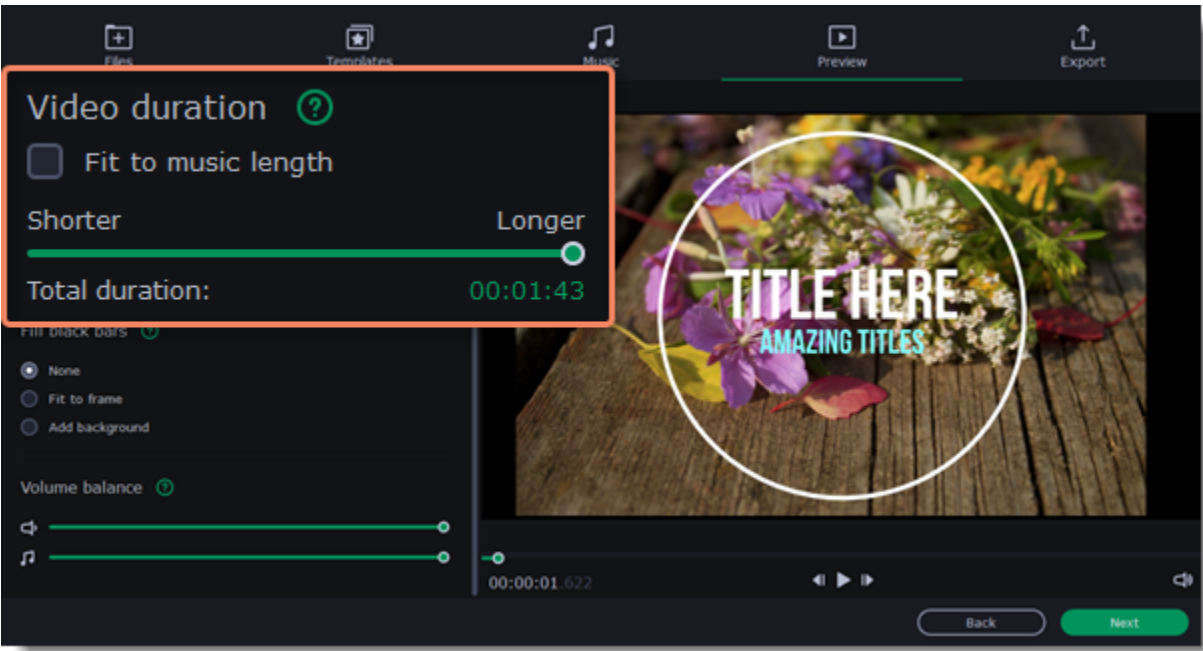 Files
Templates
Music
Preview
Export
Video duration ?
Fit to music length
Shorter Longer
Total duration: 00:01:43
Fill black bars ?
None
Fit to frame
Add background
Volume balance ?
TITLE HERE
AMAZING TITLES
00:00:01.622
Back
Next